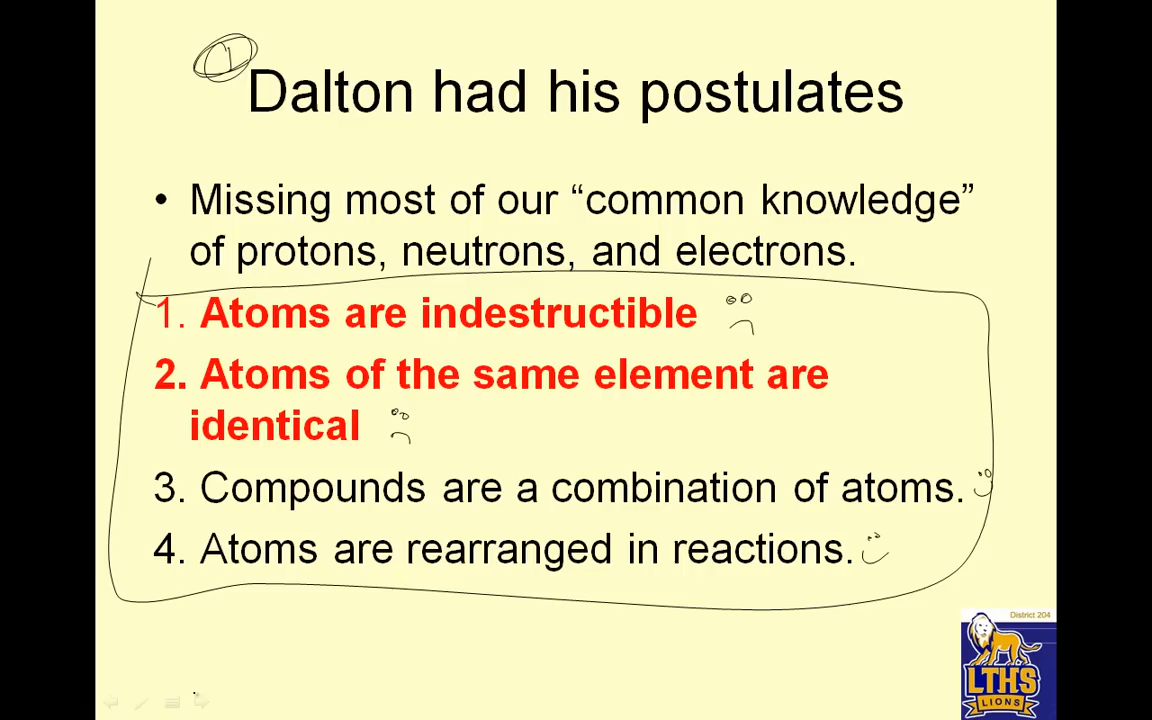 1
Dalton had his postulates
• Missing most of our “common knowledge”
of protons, neutrons, and electrons.
1. Atoms are indestructible
2. Atoms of the same element are
identical
3. Compounds are a combination of atoms.
4. Atoms are rearranged in reactions.
District 204
LTHS
LIONS